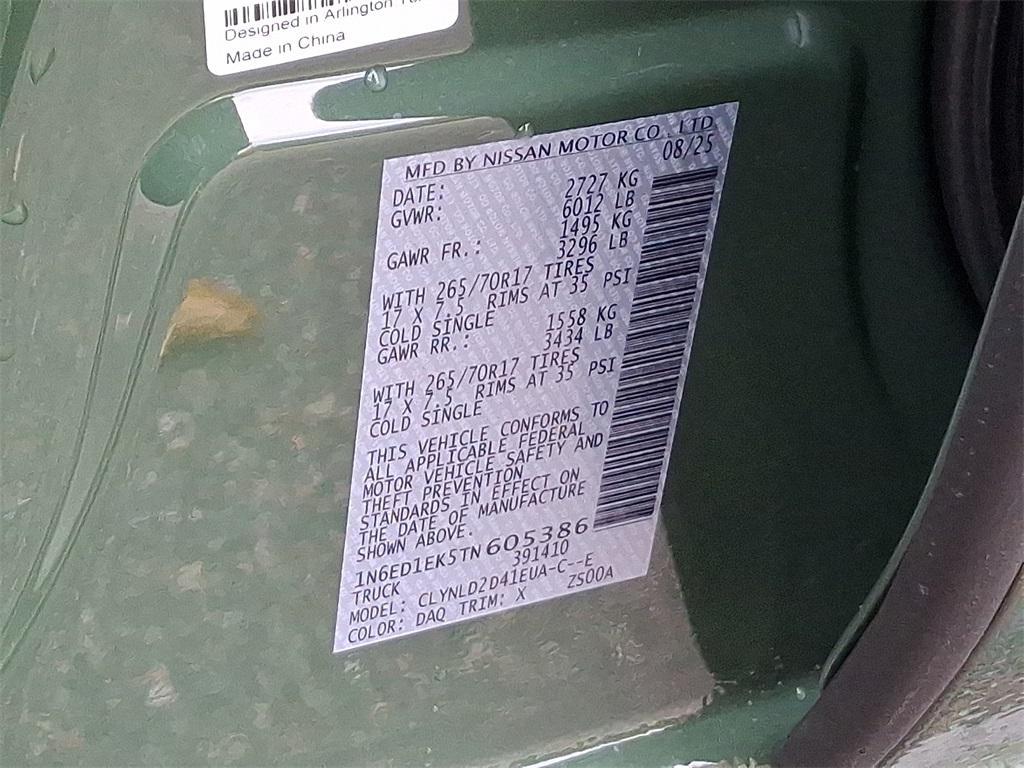 Designed in Arlington
Made in China
MFD BY NISSAN MOTOR CO., LTD.
DATE: 08/25
GVWR: 2727 KG
6012 LB
GAWR FR.: 1495 KG
3296 LB
WITH 265/70R17 TIRES
17 X 7.5 RIMS AT 35 PSI
COLD SINGLE
GAWR RR.: 1558 KG
3434 LB
WITH 265/70R17 TIRES
17 X 7.5 RIMS AT 35 PSI
COLD SINGLE
THIS VEHICLE CONFORMS TO
ALL APPLICABLE FEDERAL
MOTOR VEHICLE SAFETY AND
THEFT PREVENTION
STANDARDS IN EFFECT ON
THE DATE OF MANUFACTURE
SHOWN ABOVE.
1N6ED1EK5TN605386
TRUCK 391410
MODEL: CLYNLD2D41EUA-C--E
COLOR: DAQ TRIM: X ZS00A